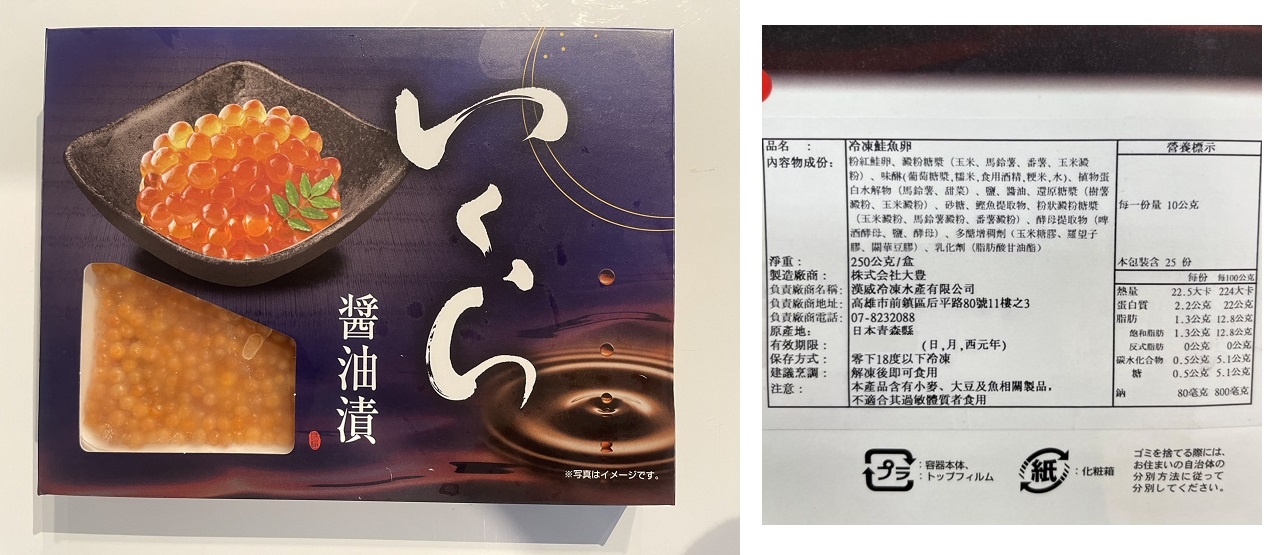 いくら
醤油漬
※写真はイメージです。
品名 : 冷凍鮭魚卵
內容物成份: 粉紅鮭卵、澱粉糖漿（玉米、馬鈴薯、番薯、玉米澱
粉）、味醂(葡萄糖漿,糯米,食用酒精,粳米,水)、植物蛋
白水解物（馬鈴薯、甜菜）、鹽、醬油、還原糖漿（樹薯
澱粉、玉米澱粉）、砂糖、鰹魚提取物、粉狀澱粉糖漿
（玉米澱粉、馬鈴薯澱粉、番薯澱粉）、酵母提取物（啤
酒酵母、鹽、酵母）、多醣增稠劑（玉米糖膠、羅望子
膠、關華豆膠）、乳化劑（脂肪酸甘油酯）
淨重: 250公克/盒
製造廠商: 株式会社大豊
負責廠商名稱: 漢威冷凍水產有限公司
負責廠商地址: 高雄市前鎮區后平路80號11樓之3
負責廠商電話: 07-8232088
原產地: 日本青森縣
有效期限: (日,月,西元年)
保存方式: 零下18度以下冷凍
建議烹調: 解凍後即可食用
注意: 本產品含有小麥、大豆及魚相關製品,
不適合其過敏體質者食用
營養標示
每一份量 10公克
本包裝含 25 份
每份 每100公克
熱量 22.5大卡 224大卡
蛋白質 2.2公克 22公克
脂肪 1.3公克 12.8公克
飽和脂肪 1.3公克 12.8公克
反式脂肪 0公克 0公克
碳水化合物 0.5公克 5.1公克
糖 0.5公克 5.1公克
鈉 80毫克 800毫克
プラ : 容器本体、
: トップフィルム
紙 : 化粧箱
ゴミを捨てる際には、
お住まいの自治体の
分別方法に従って
分別してください。